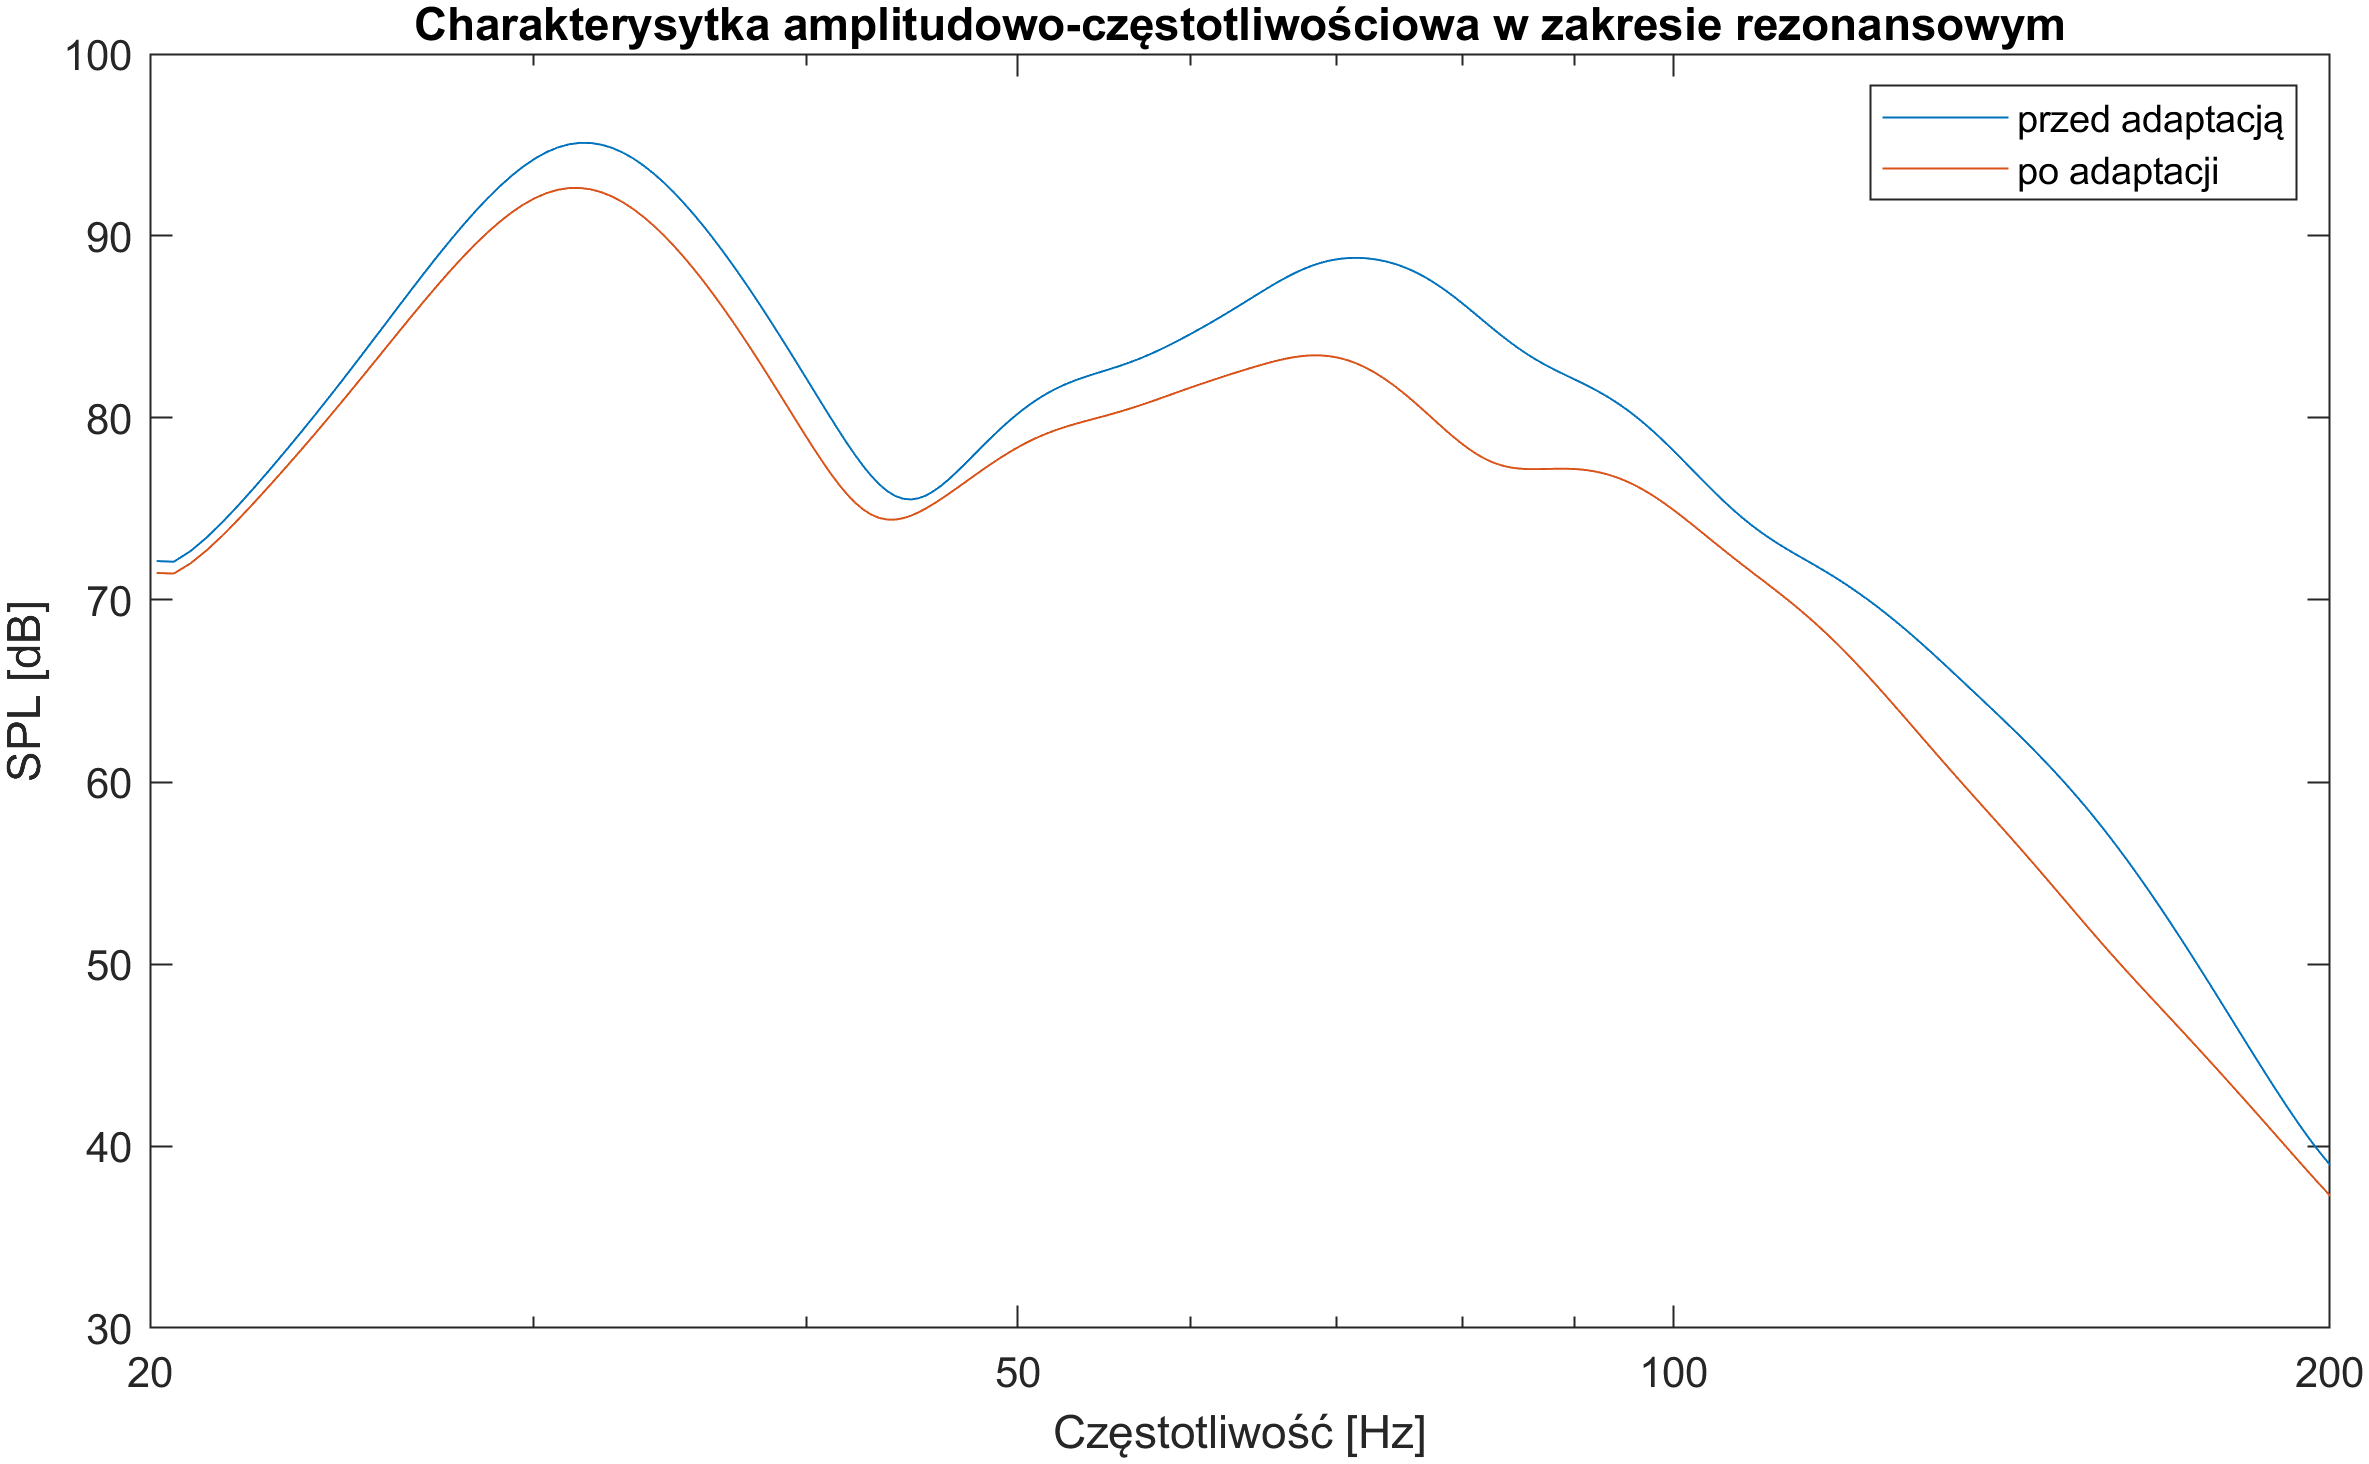 Charakterysytka amplitudowo-częstotliwościowa w zakresie rezonansowym
przed adaptacją
po adaptacji
SPL [dB]
100
90
80
70
60
50
40
30
20 50 100 200
Częstotliwość [Hz]